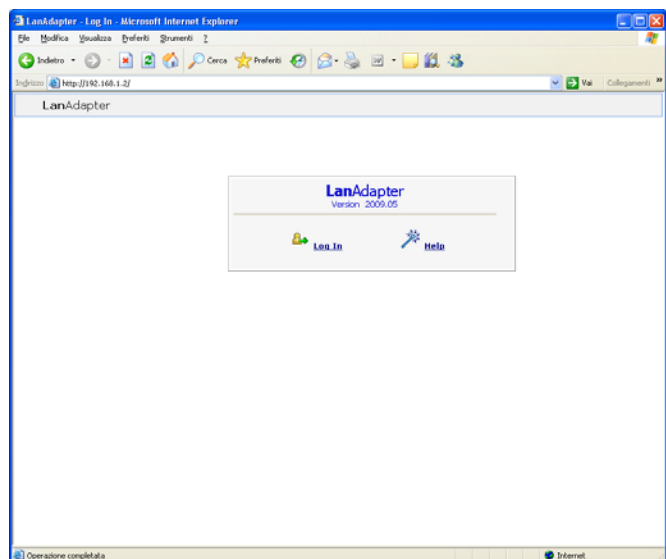 LanAdapter - Log In - Microsoft Internet Explorer
File Modifica Visualizza Preferiti Strumenti ?
Indietro Cerca Preferiti
Indirizzo http://192.168.1.2/ Vai Collegamenti »
LanAdapter
LanAdapter
Version 2009.05
Log In Help
Operazione completata Internet